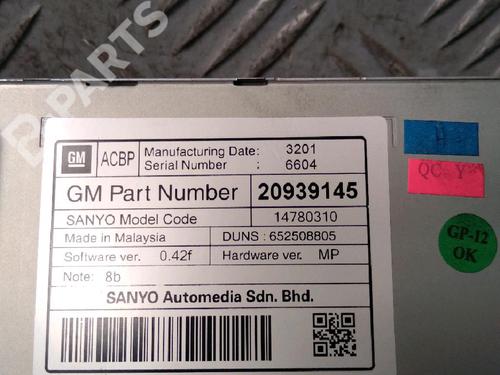 B-PARTS
GM ACBP Manufacturing Date: 3201
Serial Number : 6604
GM Part Number 20939145
SANYO Model Code 14780310
Made in Malaysia DUNS : 652508805
Software ver. 0.42f Hardware ver. MP
Note: 8b
SANYO Automedia Sdn. Bhd.
H
QC-Y
GP-12
OK